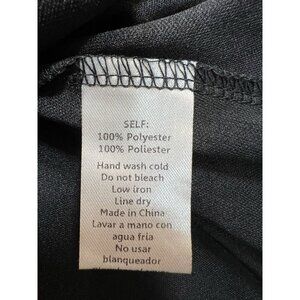 SELF:
100% Polyester
100% Poliester
Hand wash cold
Do not bleach
Low iron
Line dry
Made in China
Lavar a mano con
agua fria
No usar
blanqueador